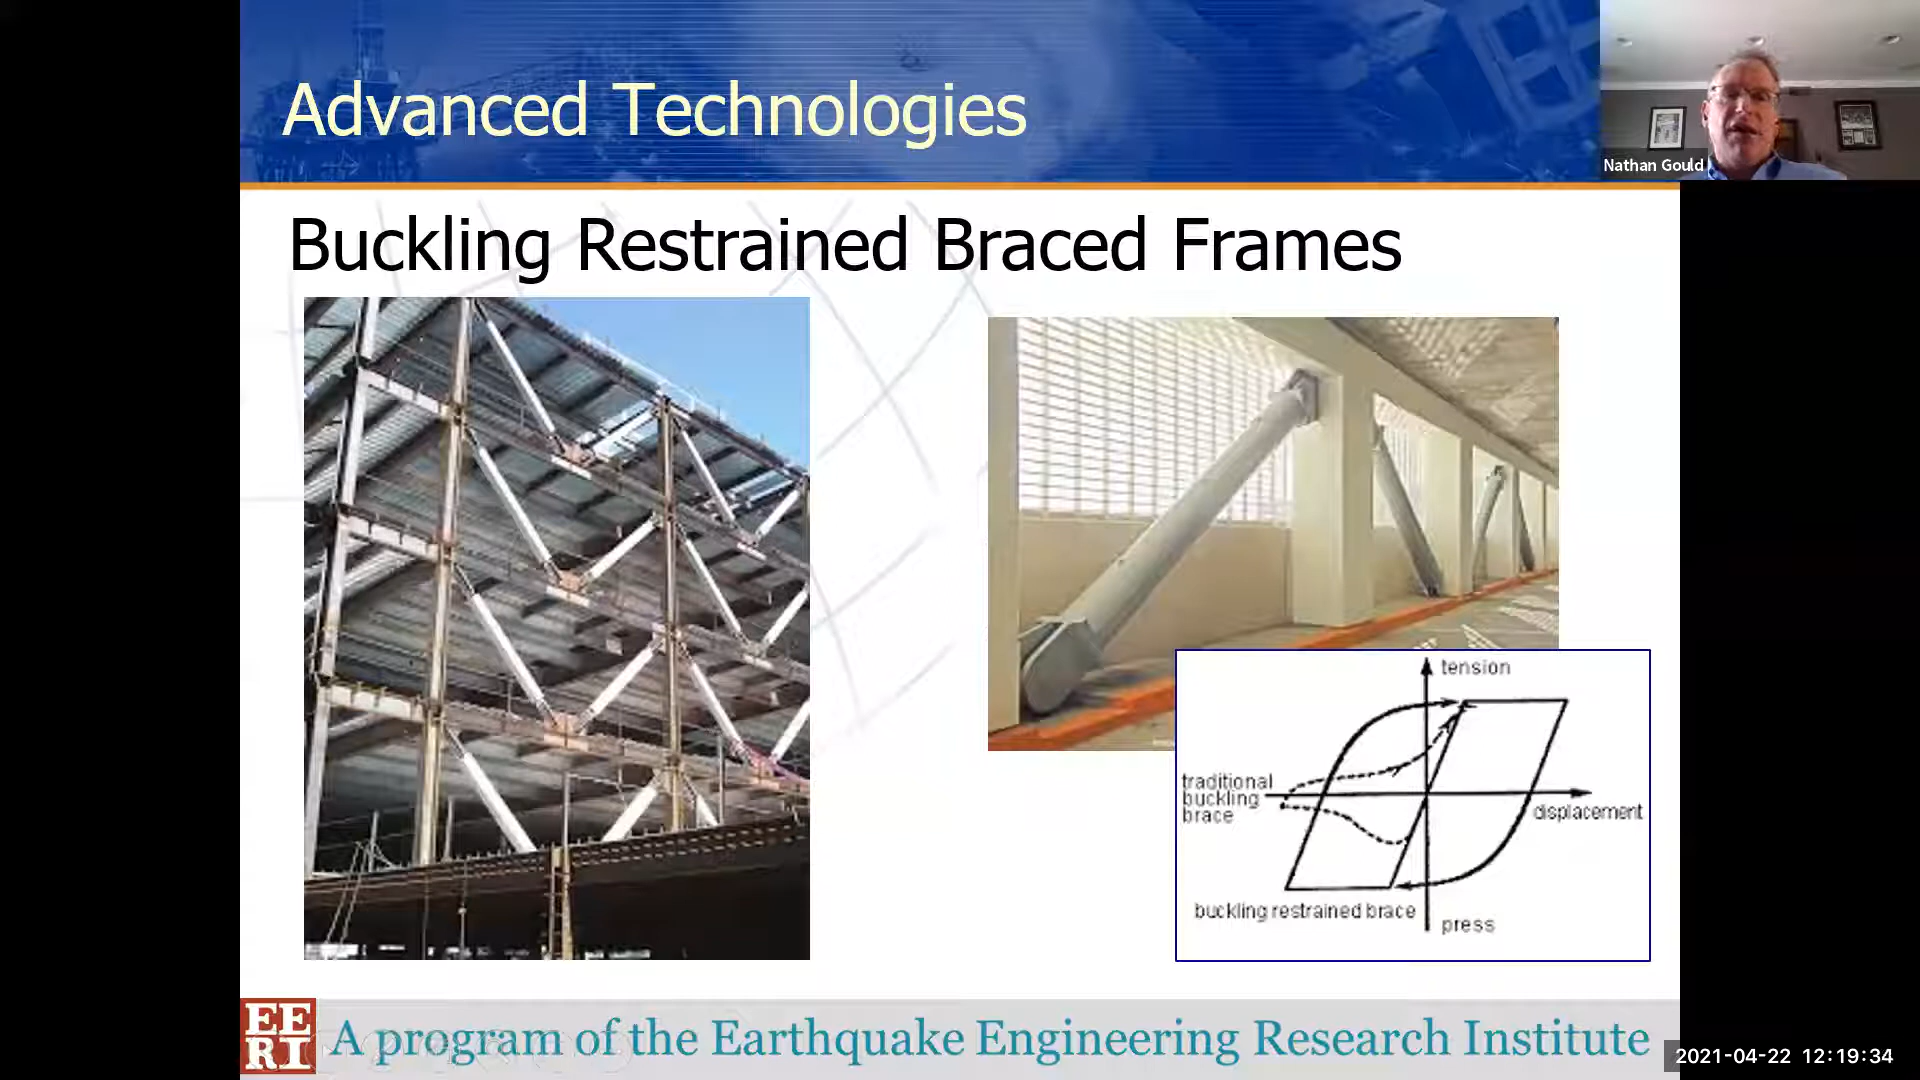 Advanced Technologies
Nathan Gould
Buckling Restrained Braced Frames
tension
traditional
buckling
brace
displacement
buckling restrained brace
press
EE
RI
A program of the Earthquake Engineering Research Institute
2021-04-22 12:19:34